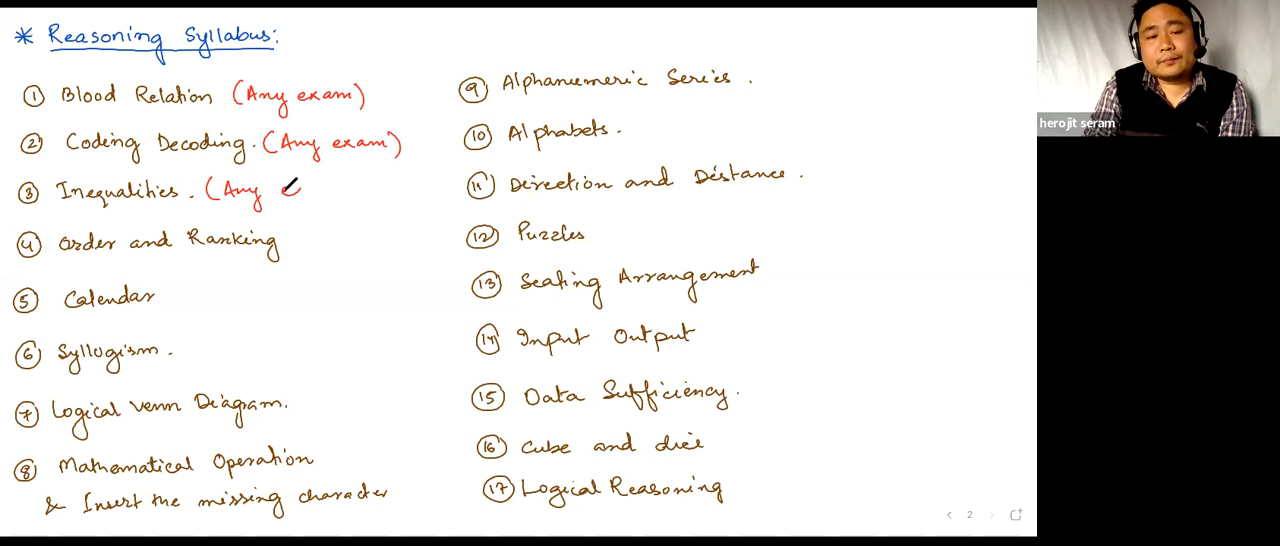 * Reasoning Syllabus:
① Blood Relation (Any exam)
② Coding Decoding. (Any exam)
③ Inequalities. (Any e
④ Order and Ranking
⑤ Calendar
⑥ Syllogism.
⑦ Logical Venn Diagram.
⑧ Mathematical Operation
& Insert the missing character
⑨ Alphanumeric Series.
⑩ Alphabets.
⑪ Direction and Distance.
⑫ Puzzles
⑬ Seating Arrangement
⑭ Input Output
⑮ Data Sufficiency.
⑯ Cube and dice
⑰ Logical Reasoning
herojit seram
< 2 >